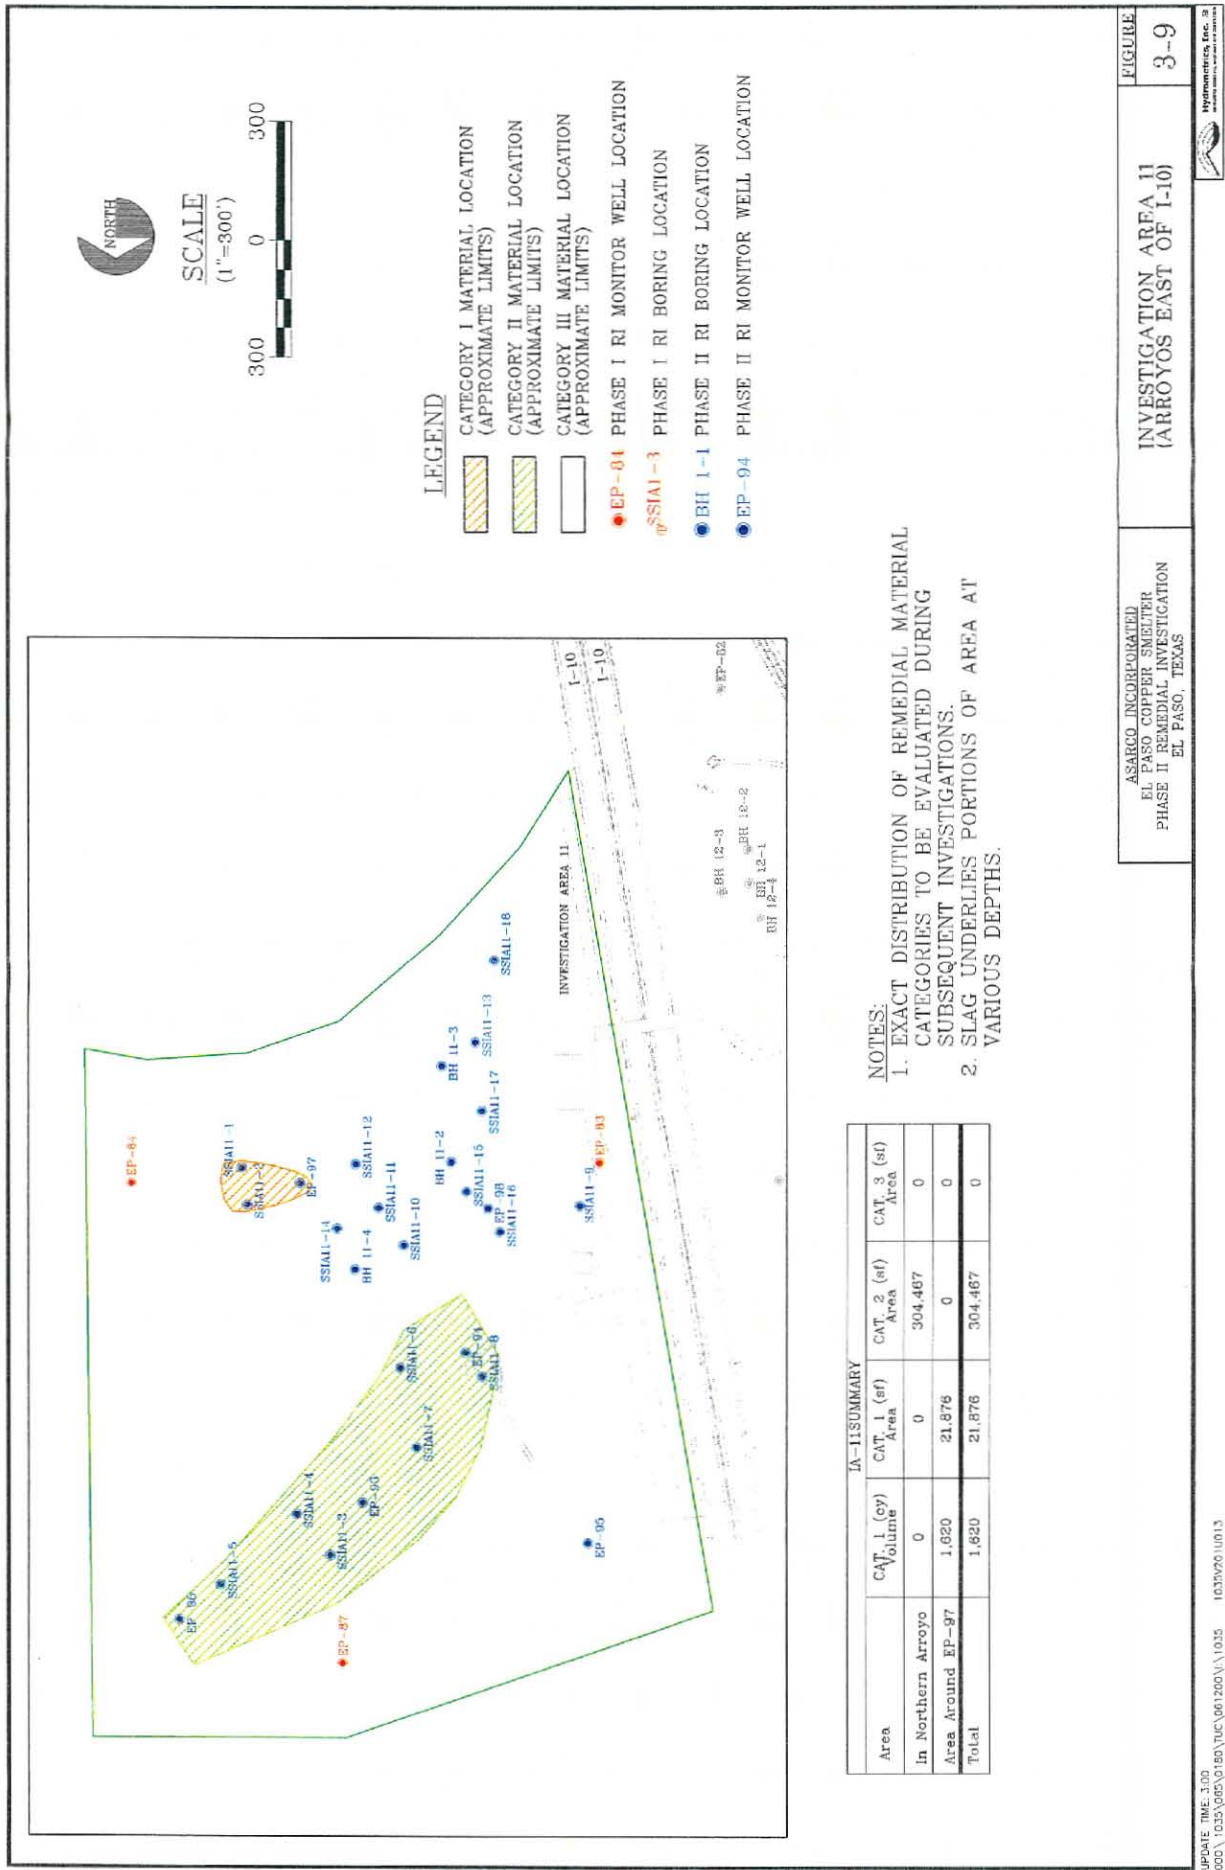 NORTH
SCALE
(1"=300')
300 0 300
LEGEND
CATEGORY I MATERIAL LOCATION
(APPROXIMATE LIMITS)
CATEGORY II MATERIAL LOCATION
(APPROXIMATE LIMITS)
CATEGORY III MATERIAL LOCATION
(APPROXIMATE LIMITS)
EP-84 PHASE I RI MONITOR WELL LOCATION
SSIA1-3 PHASE I RI BORING LOCATION
BH 1-1 PHASE II RI BORING LOCATION
EP-94 PHASE II RI MONITOR WELL LOCATION
EP-84
SSIA11-1
EP-97
SSIA11-14
SSIA11-12
BH 11-4
SSIA11-11
SSIA11-10
BH 11-3
BH 11-2
SSIA11-13
SSIA11-17
SSIA11-15
EP-98
SSIA11-16
SSIA11-18
SSIA11-5
SSIA11-4
SSIA11-3
EP-93
SSIA11-7
SSIA11-6
EP-94
SSIA11-8
EP-87
EP-95
SSIA11-9
EP-83
INVESTIGATION AREA 11
I-10
I-10
EP-82
BH 12-3
BH 12-2
BH 12-1
BH 12-4
IA-11SUMMARY
Area CAT. 1 (cy) Volume CAT. 1 (sf) Area CAT. 2 (sf) Area CAT. 3 (sf) Area
In Northern Arroyo 0 0 304,467 0
Area Around EP-97 1,620 21,876 0 0
Total 1,620 21,876 304,467 0
NOTES:
1. EXACT DISTRIBUTION OF REMEDIAL MATERIAL
CATEGORIES TO BE EVALUATED DURING
SUBSEQUENT INVESTIGATIONS.
2. SLAG UNDERLIES PORTIONS OF AREA AT
VARIOUS DEPTHS.
ASARCO INCORPORATED
EL PASO COPPER SMELTER
PHASE II REMEDIAL INVESTIGATION
EL PASO, TEXAS
INVESTIGATION AREA 11
(ARROYOS EAST OF I-10)
FIGURE
3-9
Hydrometrics, Inc.
UPDATE TIME: 3:00
1035V201U013